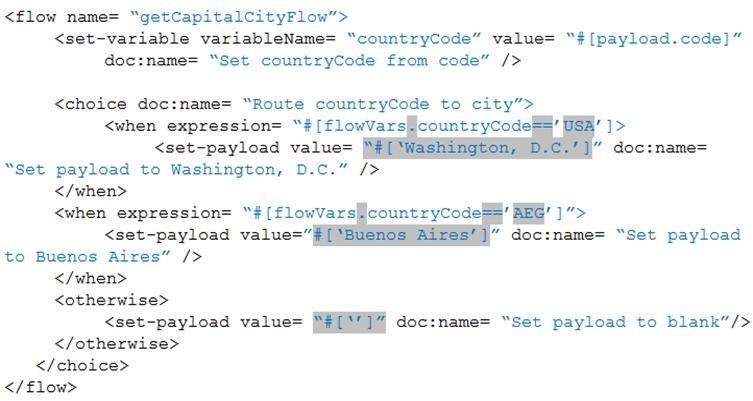 <flow name= “getCapitalCityFlow”>
<set-variable variableName= “countryCode” value= “#[payload.code]”
doc:name= “Set countryCode from code” />
<choice doc:name= “Route countryCode to city”>
<when expression= “#[flowVars.countryCode==’USA’]>
<set-payload value= “#[‘Washington, D.C.’]” doc:name=
“Set payload to Washington, D.C.” />
</when>
<when expression= “#[flowVars.countryCode==’AEG’]”>
<set-payload value=”#[‘Buenos Aires’]” doc:name= “Set payload
to Buenos Aires” />
</when>
<otherwise>
<set-payload value= “#[‘’]” doc:name= “Set payload to blank”/>
</otherwise>
</choice>
</flow>